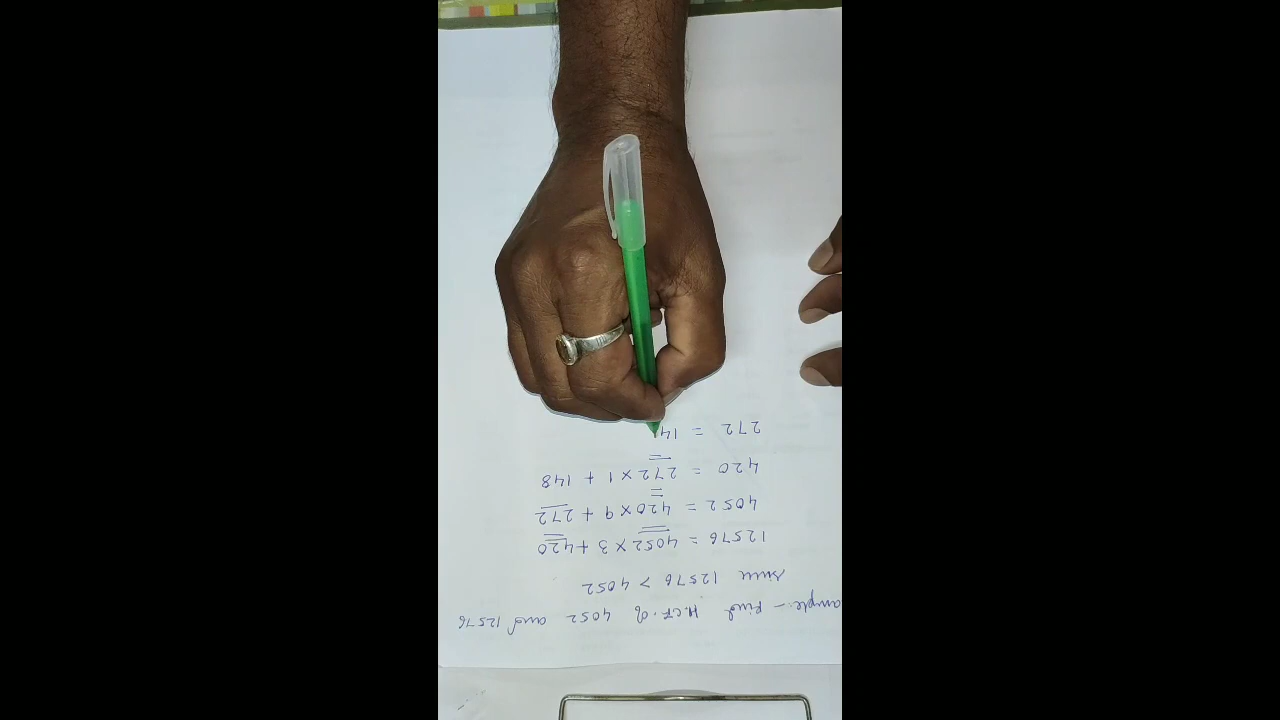 ample - Find H.C.F. of 4052 and 12576
since 12576 > 4052
12576 = 4052 × 3 + 420
4052 = 420 × 9 + 272
420 = 272 × 1 + 148
272 = 14